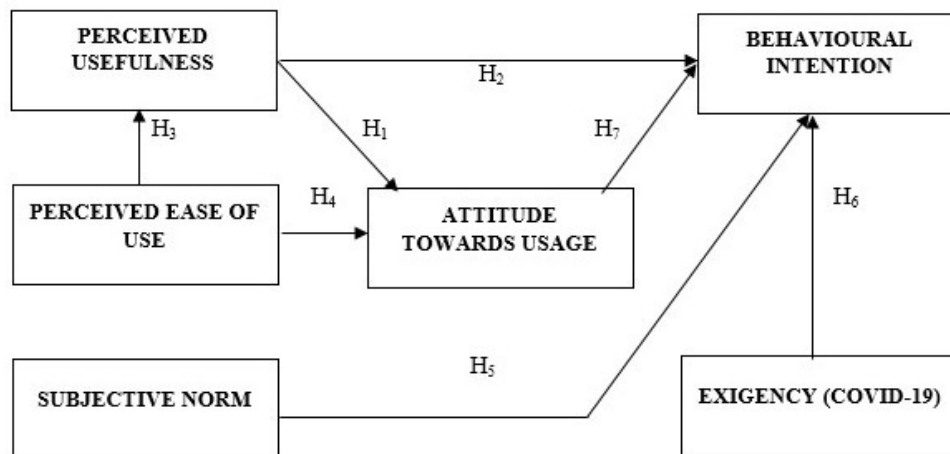 PERCEIVED
USEFULNESS
BEHAVIOURAL
INTENTION
H2
H3
H1
H7
PERCEIVED EASE OF
USE
H4
ATTITUDE
TOWARDS USAGE
H6
SUBJECTIVE NORM
H5
EXIGENCY (COVID-19)